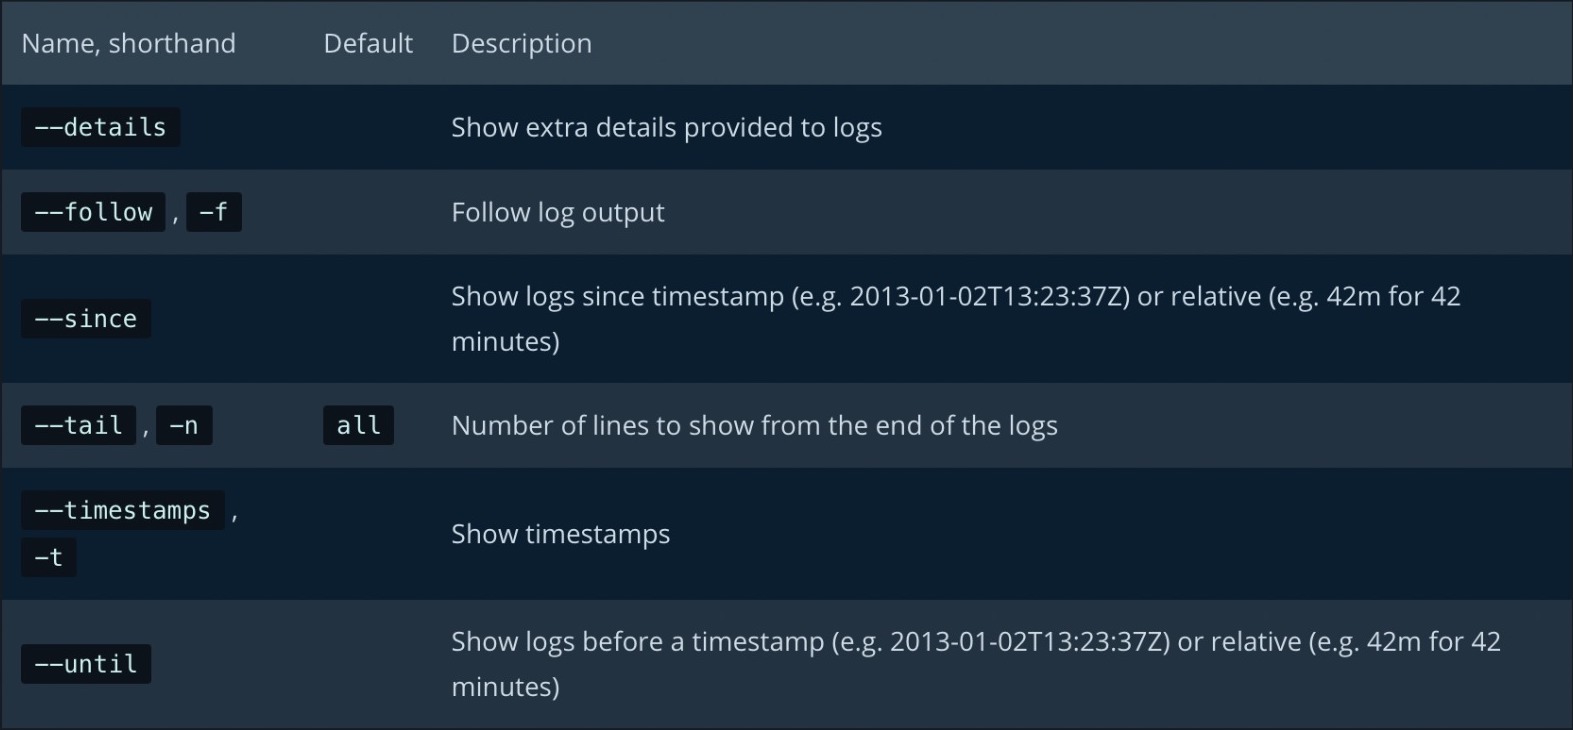 Name, shorthand Default Description
--details Show extra details provided to logs
--follow , -f Follow log output
--since Show logs since timestamp (e.g. 2013-01-02T13:23:37Z) or relative (e.g. 42m for 42
minutes)
--tail , -n all Number of lines to show from the end of the logs
--timestamps ,
-t Show timestamps
--until Show logs before a timestamp (e.g. 2013-01-02T13:23:37Z) or relative (e.g. 42m for 42
minutes)